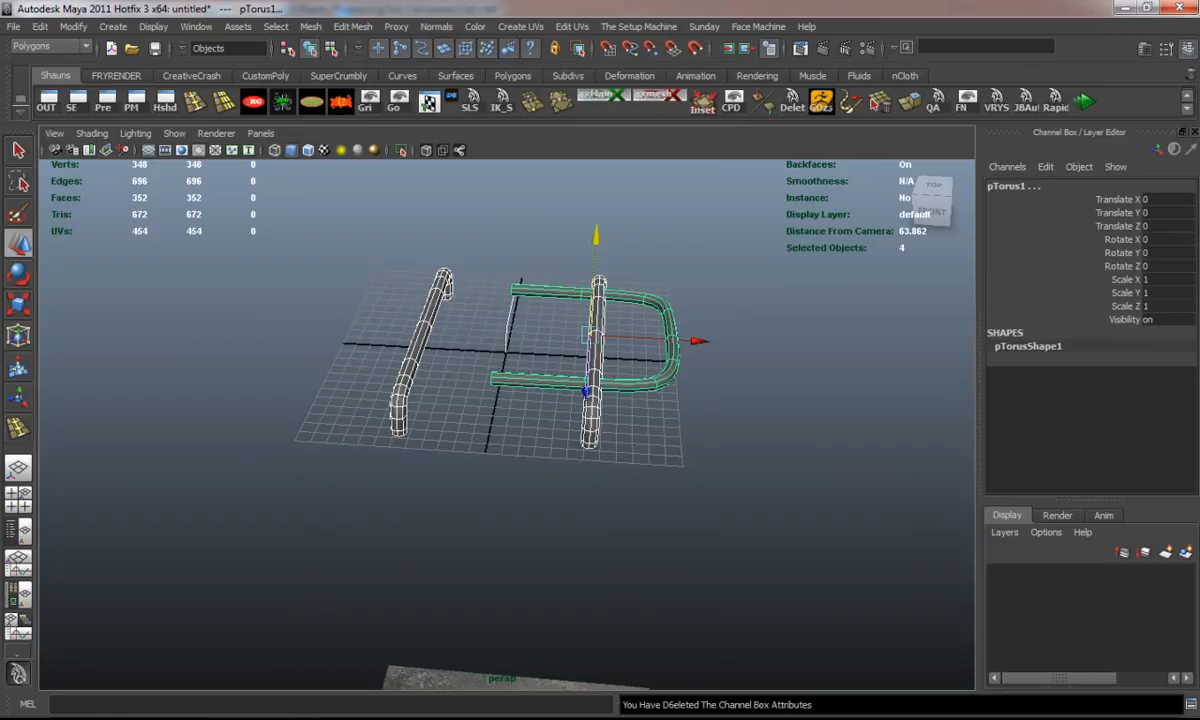 Autodesk Maya 2011 Hotfix 3 x64: untitled* --- pTorus1...
File Edit Modify Create Display Window Assets Select Mesh Edit Mesh Proxy Normals Color Create UVs Edit UVs The Setup Machine Sunday Face Machine Help
Polygons Objects
Shauns FRYRENDER CreativeCrash CustomPoly SuperCrumbly Curves Surfaces Polygons Subdivs Deformation Animation Rendering Muscle Fluids nCloth
OUT SE Pre PM Hshd HG Gri Go SLS IK_S Inset CPD Delet GOZ3 QA FN VRYS JBAut Rapid
View Shading Lighting Show Renderer Panels
Channel Box / Layer Editor
Verts: 348 348 0
Edges: 696 696 0
Faces: 352 352 0
Tris: 672 672 0
UVs: 454 454 0
Backfaces: On
Smoothness: N/A
Instance: No
Display Layer: default
Distance From Camera: 63.862
Selected Objects: 4
TOP
FRONT
Channels Edit Object Show
pTorus1 ...
Translate X 0
Translate Y 0
Translate Z 0
Rotate X 0
Rotate Y 0
Rotate Z 0
Scale X 1
Scale Y 1
Scale Z 1
Visibility on
SHAPES
pTorusShape1
Display Render Anim
Layers Options Help
persp
MEL
You Have D6eleted The Channel Box Attributes